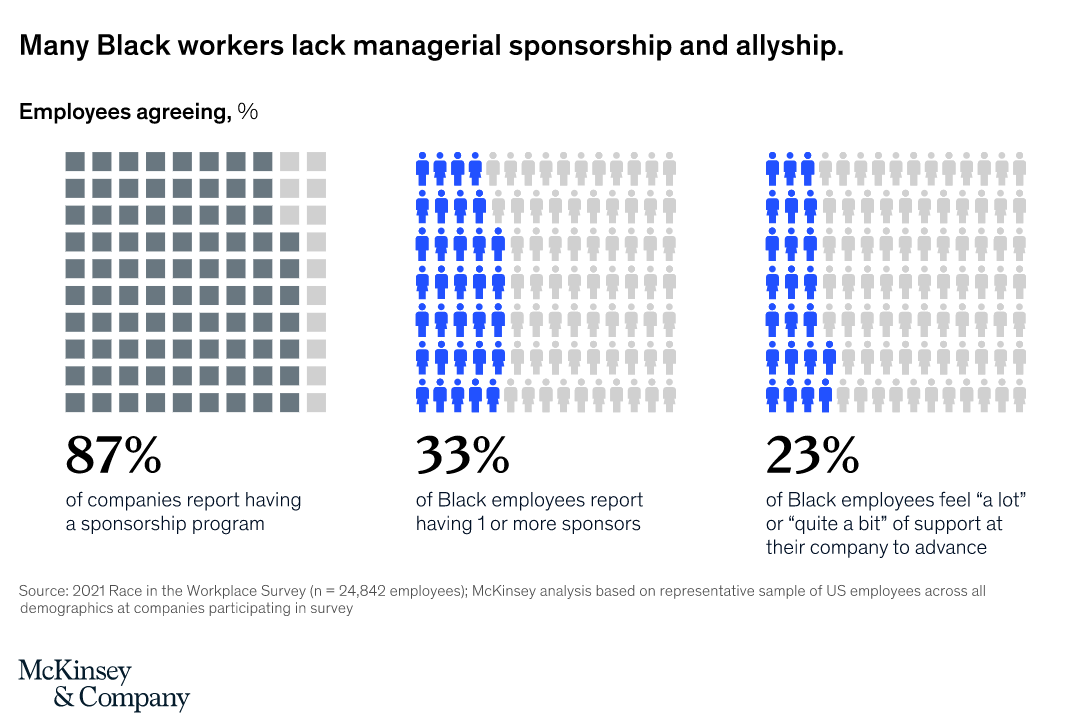 Many Black workers lack managerial sponsorship and allyship.
Employees agreeing, %
87%
of companies report having
a sponsorship program
33%
of Black employees report
having 1 or more sponsors
23%
of Black employees feel “a lot”
or “quite a bit” of support at
their company to advance
Source: 2021 Race in the Workplace Survey (n = 24,842 employees); McKinsey analysis based on representative sample of US employees across all
demographics at companies participating in survey
McKinsey
& Company